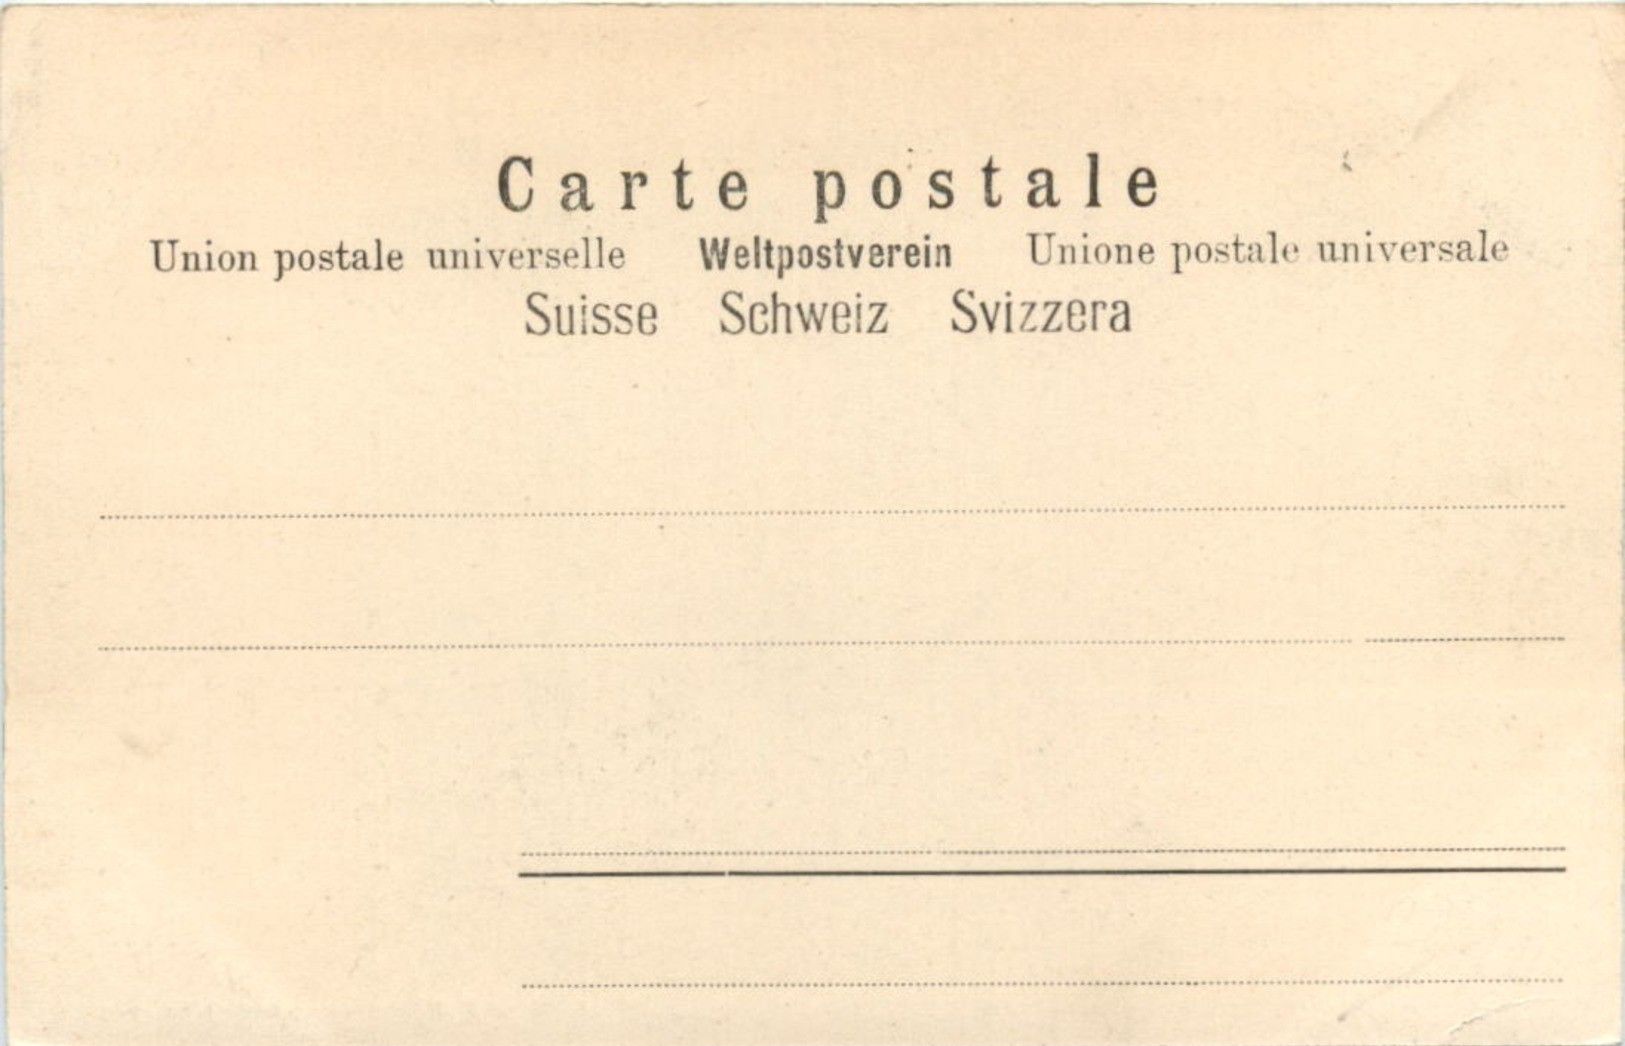 Carte postale
Union postale universelle Weltpostverein Unione postale universale
Suisse Schweiz Svizzera